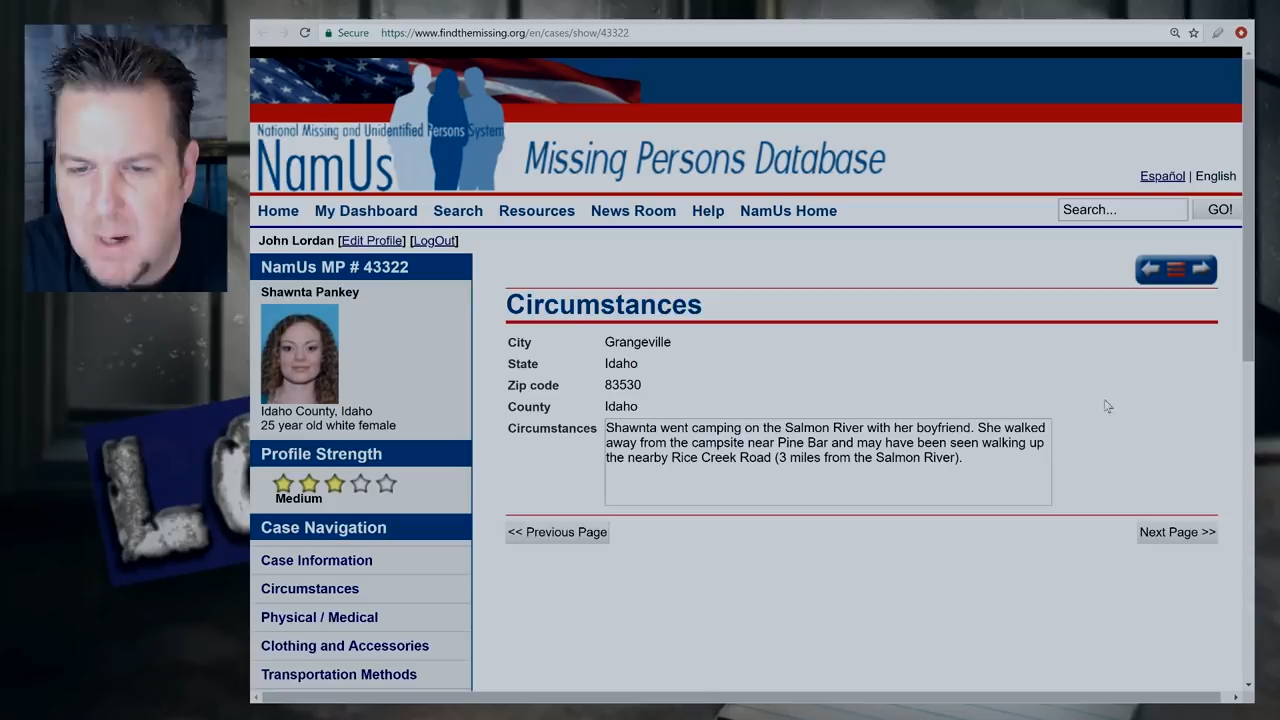 Secure https://www.findthemissing.org/en/cases/show/43322
National Missing and Unidentified Persons System
NamUs
Missing Persons Database
Español | English
Home My Dashboard Search Resources News Room Help NamUs Home
Search... GO!
John Lordan [Edit Profile] [LogOut]
NamUs MP # 43322
Shawnta Pankey
Idaho County, Idaho
25 year old white female
Profile Strength
Medium
Case Navigation
Case Information
Circumstances
Physical / Medical
Clothing and Accessories
Transportation Methods
Circumstances
City Grangeville
State Idaho
Zip code 83530
County Idaho
Circumstances Shawnta went camping on the Salmon River with her boyfriend. She walked
away from the campsite near Pine Bar and may have been seen walking up
the nearby Rice Creek Road (3 miles from the Salmon River).
<< Previous Page Next Page >>